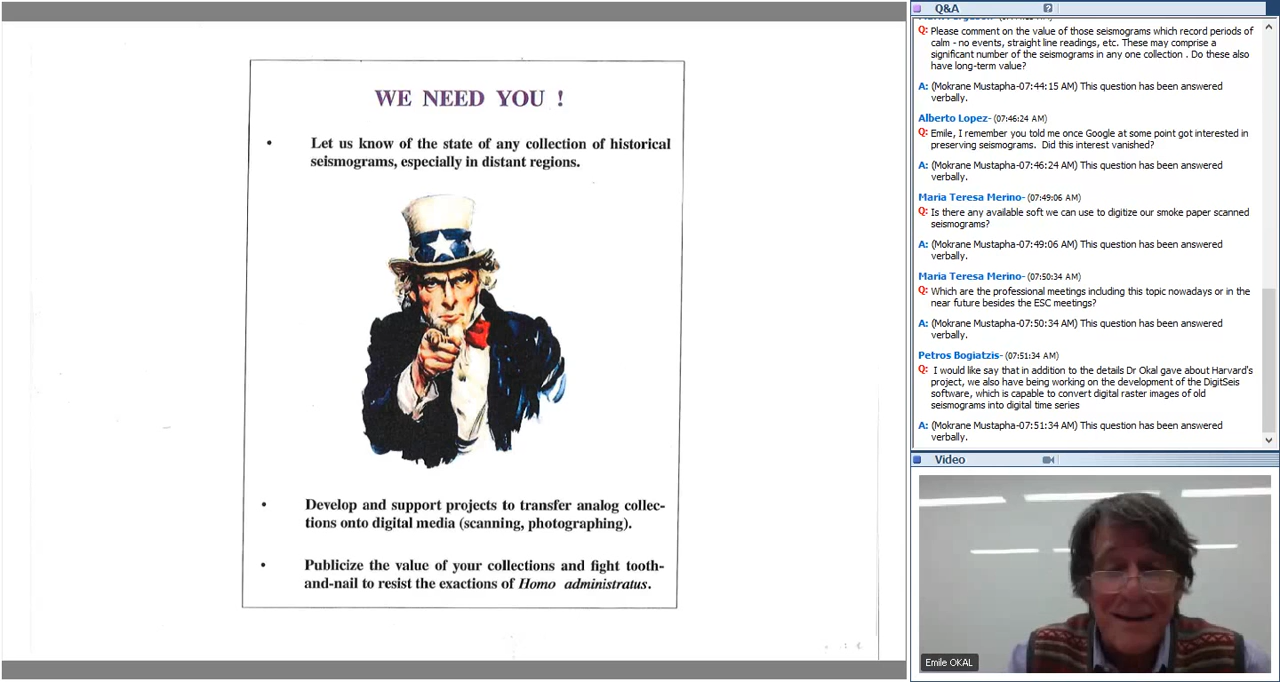 WE NEED YOU !
• Let us know of the state of any collection of historical
seismograms, especially in distant regions.
• Develop and support projects to transfer analog collec-
tions onto digital media (scanning, photographing).
• Publicize the value of your collections and fight tooth-
and-nail to resist the exactions of Homo administratus.
Q&A
Q: Please comment on the value of those seismograms which record periods of
calm - no events, straight line readings, etc. These may comprise a
significant number of the seismograms in any one collection . Do these also
have long-term value?
A: (Mokrane Mustapha-07:44:15 AM) This question has been answered
verbally.
Alberto Lopez- (07:46:24 AM)
Q: Emile, I remember you told me once Google at some point got interested in
preserving seismograms. Did this interest vanished?
A: (Mokrane Mustapha-07:46:24 AM) This question has been answered
verbally.
Maria Teresa Merino- (07:49:06 AM)
Q: Is there any available soft we can use to digitize our smoke paper scanned
seismograms?
A: (Mokrane Mustapha-07:49:06 AM) This question has been answered
verbally.
Maria Teresa Merino- (07:50:34 AM)
Q: Which are the professional meetings including this topic nowadays or in the
near future besides the ESC meetings?
A: (Mokrane Mustapha-07:50:34 AM) This question has been answered
verbally.
Petros Bogiatzis- (07:51:34 AM)
Q: I would like say that in addition to the details Dr Okal gave about Harvard's
project, we also have being working on the development of the DigitSeis
software, which is capable to convert digital raster images of old
seismograms into digital time series
A: (Mokrane Mustapha-07:51:34 AM) This question has been answered
verbally.
Video
Emile OKAL